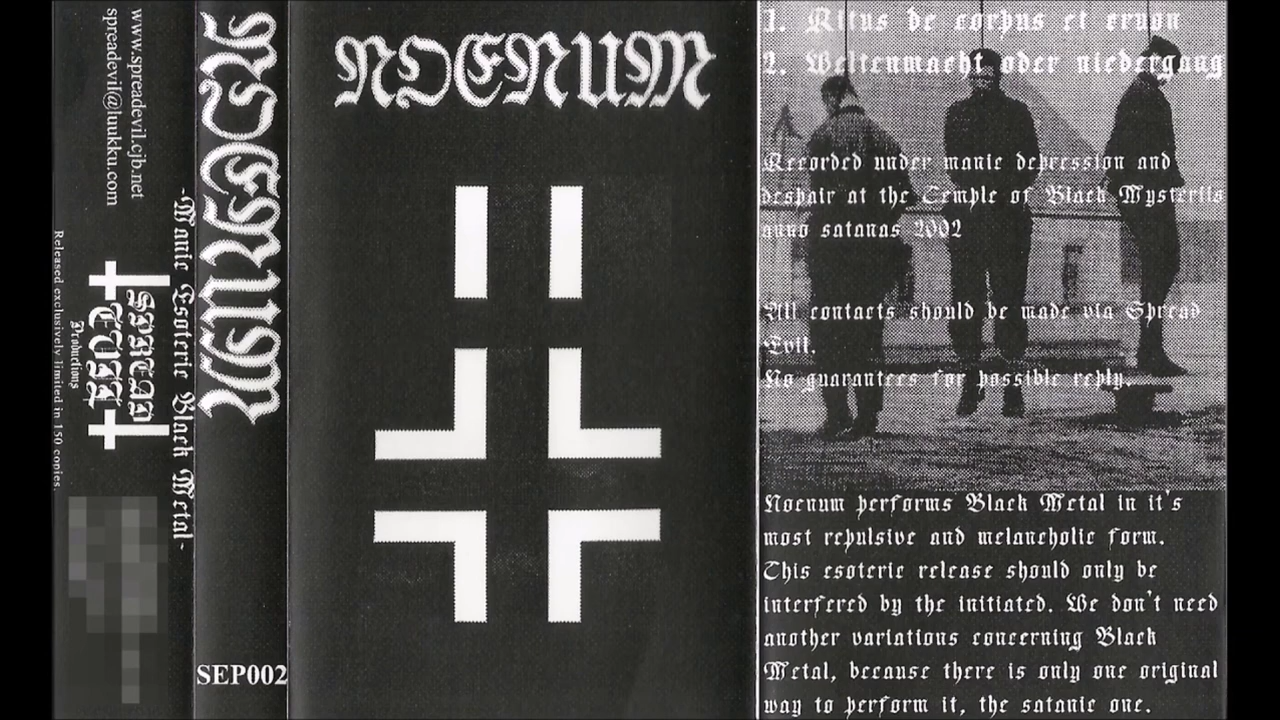 www.spreadevil.cjb.net
spreadevil@luukku.com
SPREAD
EVIL
Productions
Released exclusively limited in 150 copies.
-Manic Esoteric Black Metal-
NOENUM
SEP002
NOENUM
1. Ritus de corpus et cruon
2. Weltenmacht oder niedergang
Recorded under manic depression and
despair at the Temple of Black Mysteriis
anno satanas 2002
All contacts should be made via Spread
Evil.
No guarantees for possible reply.
Noenum performs Black Metal in it's
most repulsive and melancholic form.
This esoteric release should only be
interfered by the initiated. We don't need
another variations concerning Black
Metal, because there is only one original
way to perform it, the satanic one.